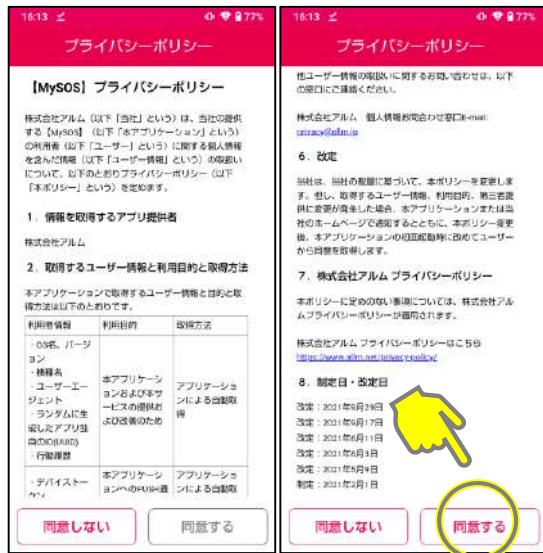 16:13
77%
プライバシーポリシー
【MySOS】プライバシーポリシー
株式会社アルム（以下「当社」という）は、当社の提供
する【MySOS】（以下「本アプリケーション」という）
の利用者（以下「ユーザー」という）に関する個人情報
を含んだ情報（以下「ユーザー情報」という）の取扱い
について、以下のとおりプライバシーポリシー（以下
「本ポリシー」という）を定めます。
1．情報を取得するアプリ提供者
株式会社アルム
2．取得するユーザー情報と利用目的と取得方法
本アプリケーションで取得するユーザー情報と目的と取
得方法は以下のとおりです。
利用者情報
利用目的
取得方法
・OS名、バージ
ョン
・機種名
・ユーザーエー
ジェント
・ランダムに生
成したアプリ独
自のID(UUID)
・行動履歴
本アプリケーシ
ョンおよび本サ
ービスの提供お
よび改善のため
アプリケーショ
ンによる自動取
得
・デバイストー
クン
本アプリケーシ
ョンへのPUSH通
アプリケーショ
ンによる自動取
同意しない
同意する
16:13
77%
プライバシーポリシー
他ユーザー情報の取扱いに関するお問い合わせは、以下
の窓口にご連絡ください。
株式会社アルム　個人情報お問合わせ窓口E-mail:
privacy@allm.jp
6．改定
当社は、当社の裁量に基づいて、本ポリシーを変更しま
す。但し、取得するユーザー情報、利用目的、第三者提
供に変更が発生した場合、本アプリケーションまたは当
社のホームページで通知するとともに、本ポリシー変更
後、本アプリケーションの初回起動時に改めてユーザー
から同意を取得します。
7．株式会社アルム プライバシーポリシー
本ポリシーに定めのない事項については、株式会社アル
ムプライバシーポリシーが適用されます。
株式会社アルム プライバシーポリシーはこちら
https://www.allm.net/privacy-policy/
8．制定日・改定日
改定：2021年9月29日
改定：2021年9月17日
改定：2021年6月11日
改定：2021年6月3日
改定：2021年5月9日
制定：2021年2月1日
同意しない
同意する